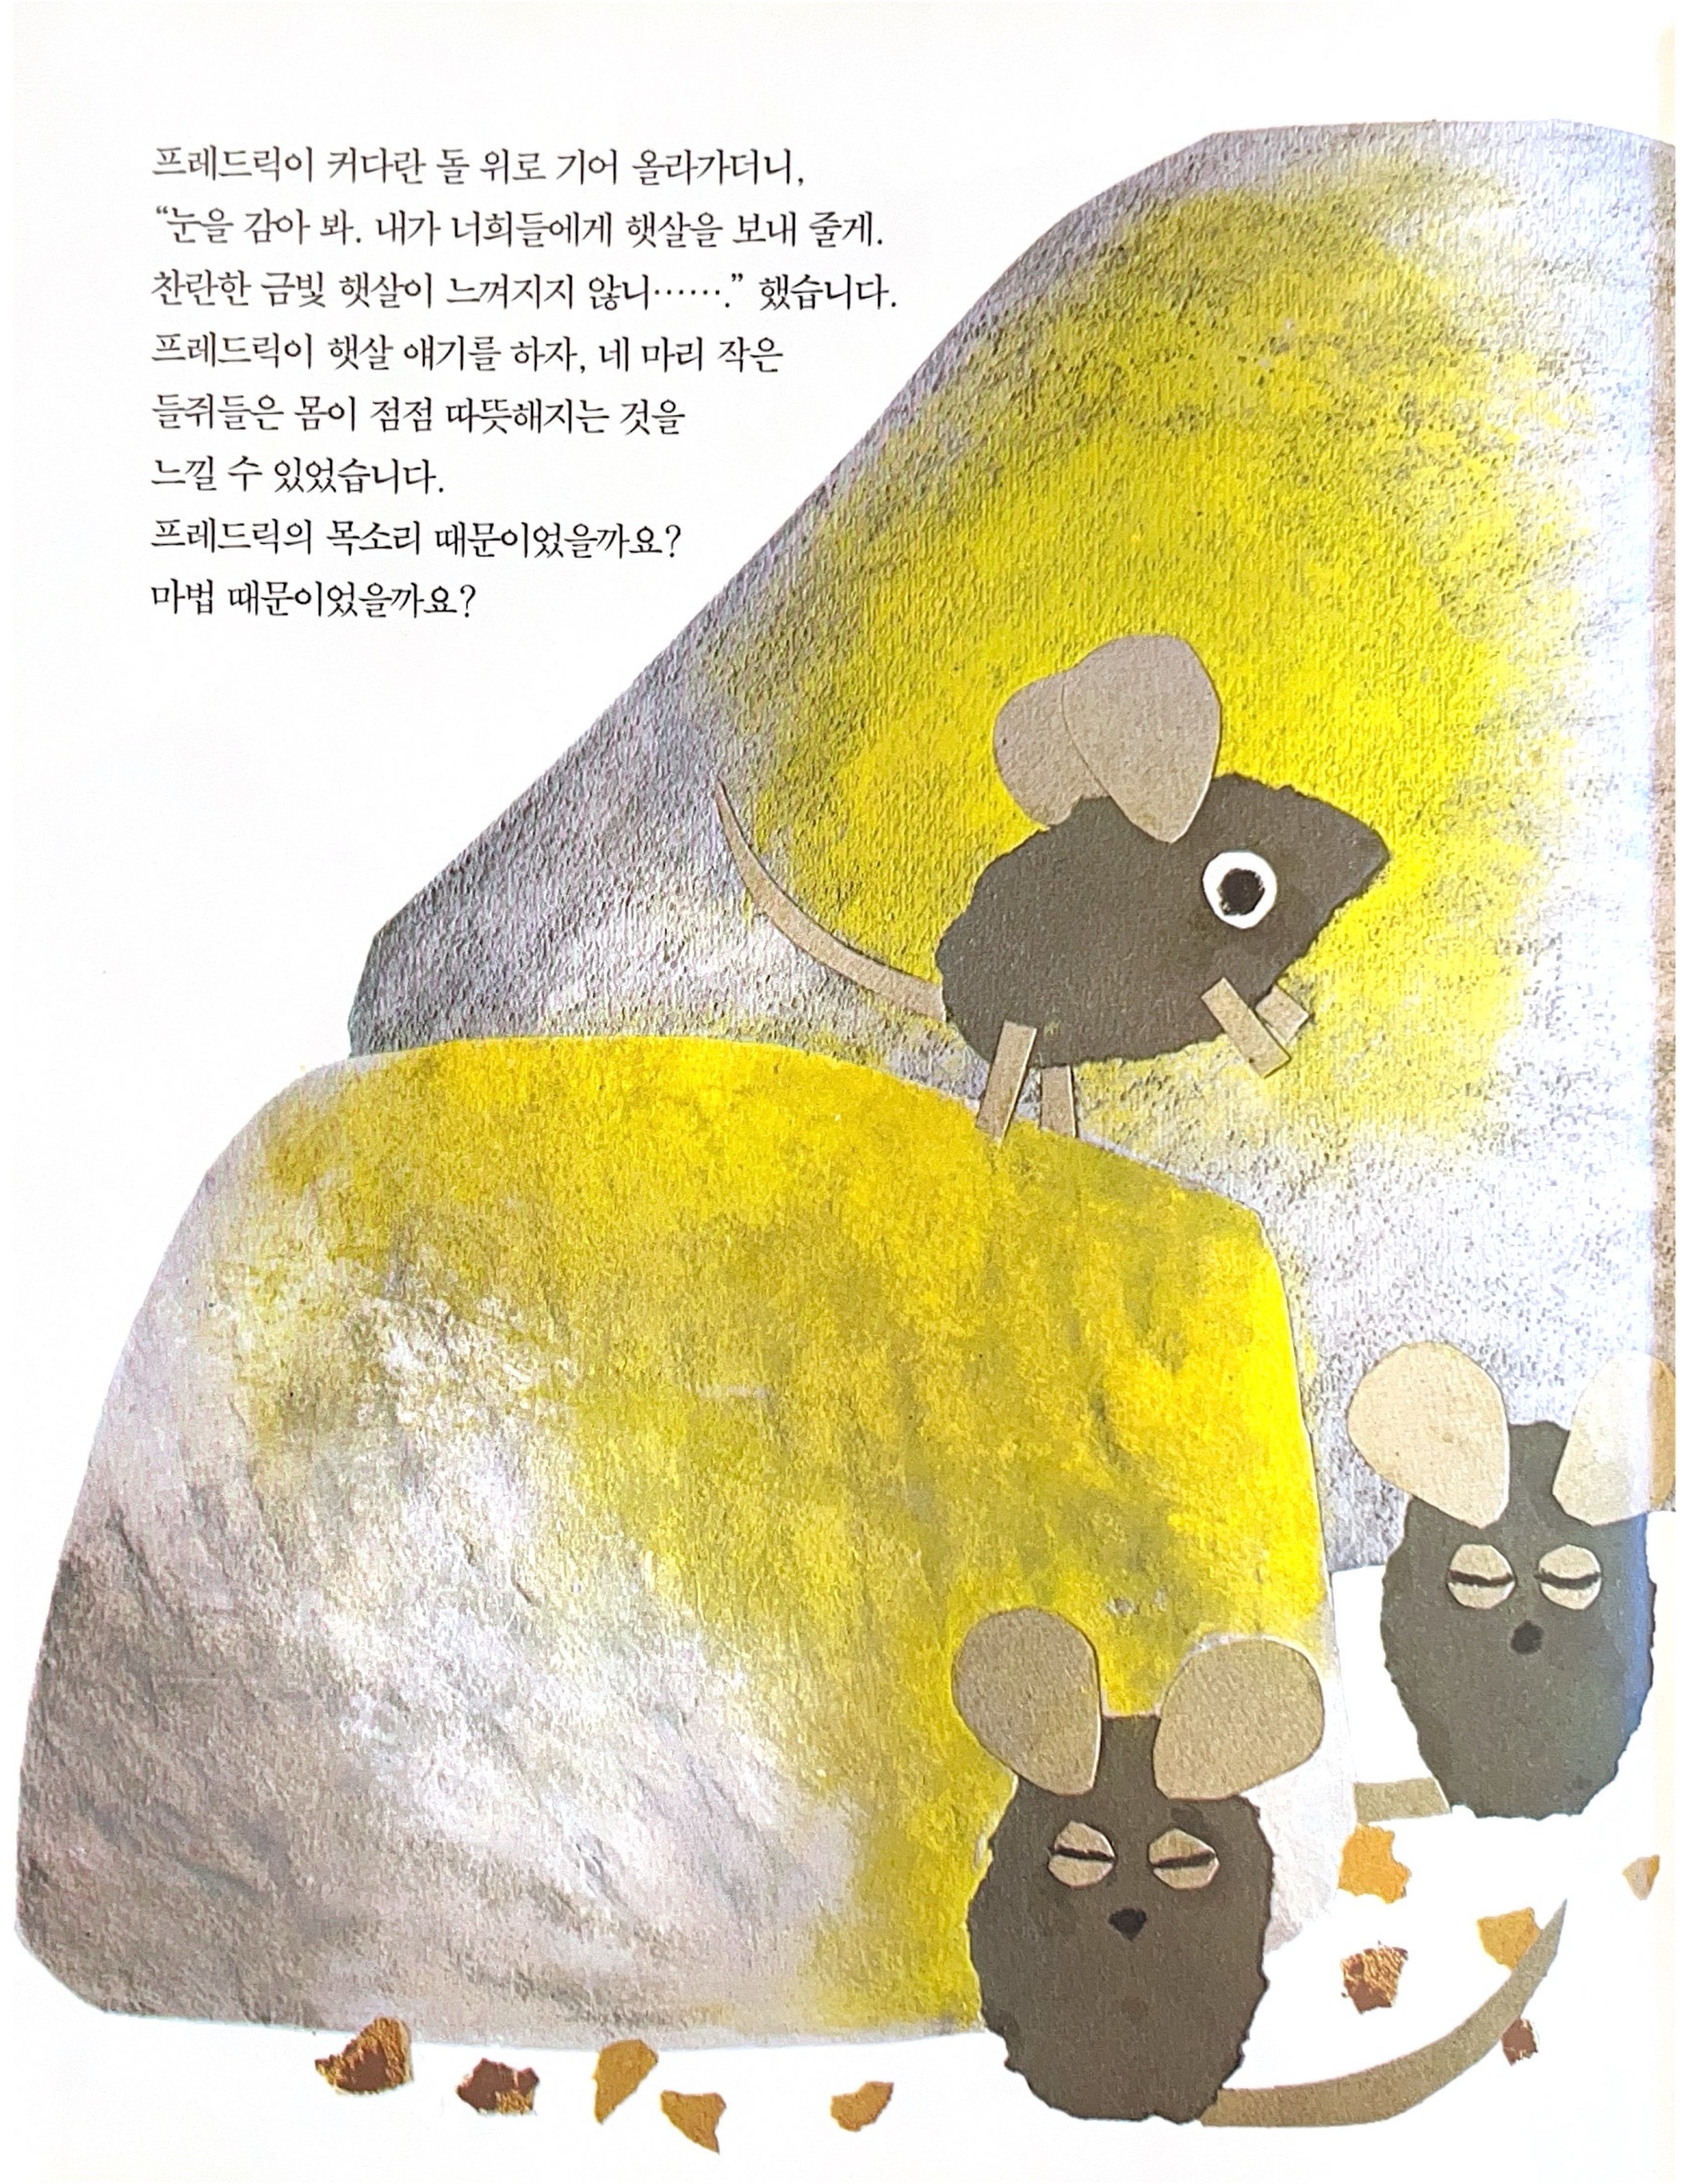 프레드릭이 커다란 돌 위로 기어 올라가더니,
“눈을 감아 봐. 내가 너희들에게 햇살을 보내 줄게.
찬란한 금빛 햇살이 느껴지지 않니…….” 했습니다.
프레드릭이 햇살 얘기를 하자, 네 마리 작은
들쥐들은 몸이 점점 따뜻해지는 것을
느낄 수 있었습니다.
프레드릭의 목소리 때문이었을까요?
마법 때문이었을까요?